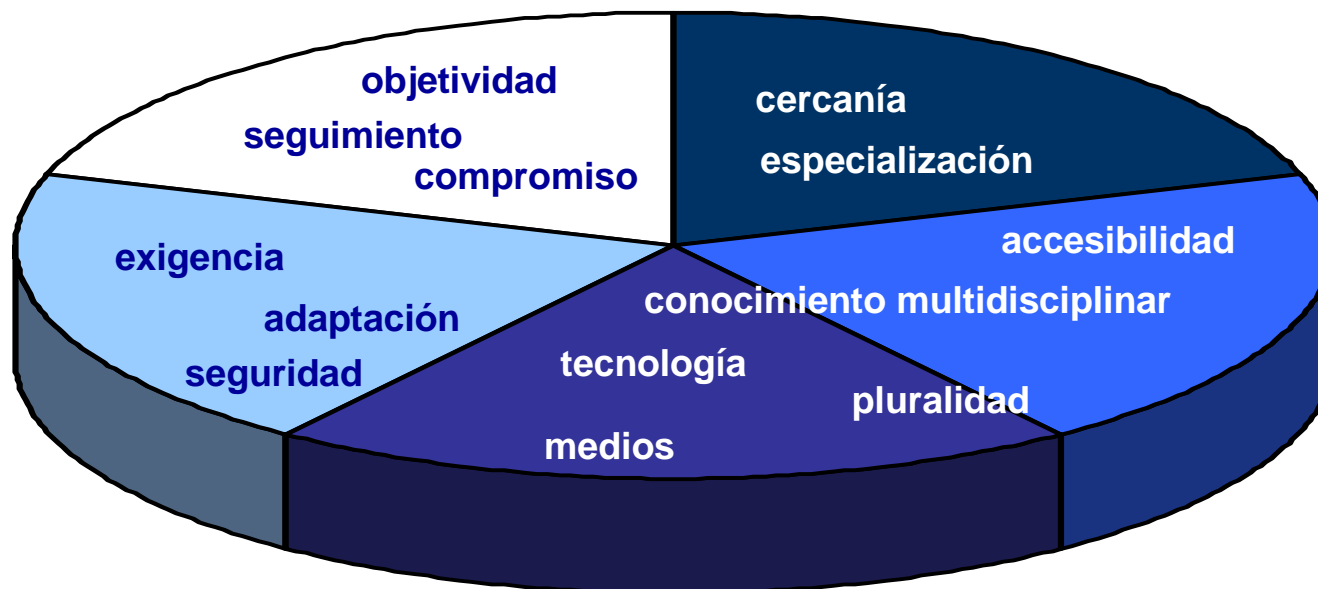 objetividad
seguimiento
compromiso
cercanía
especialización
accesibilidad
conocimiento multidisciplinar
pluralidad
tecnología
medios
exigencia
adaptación
seguridad